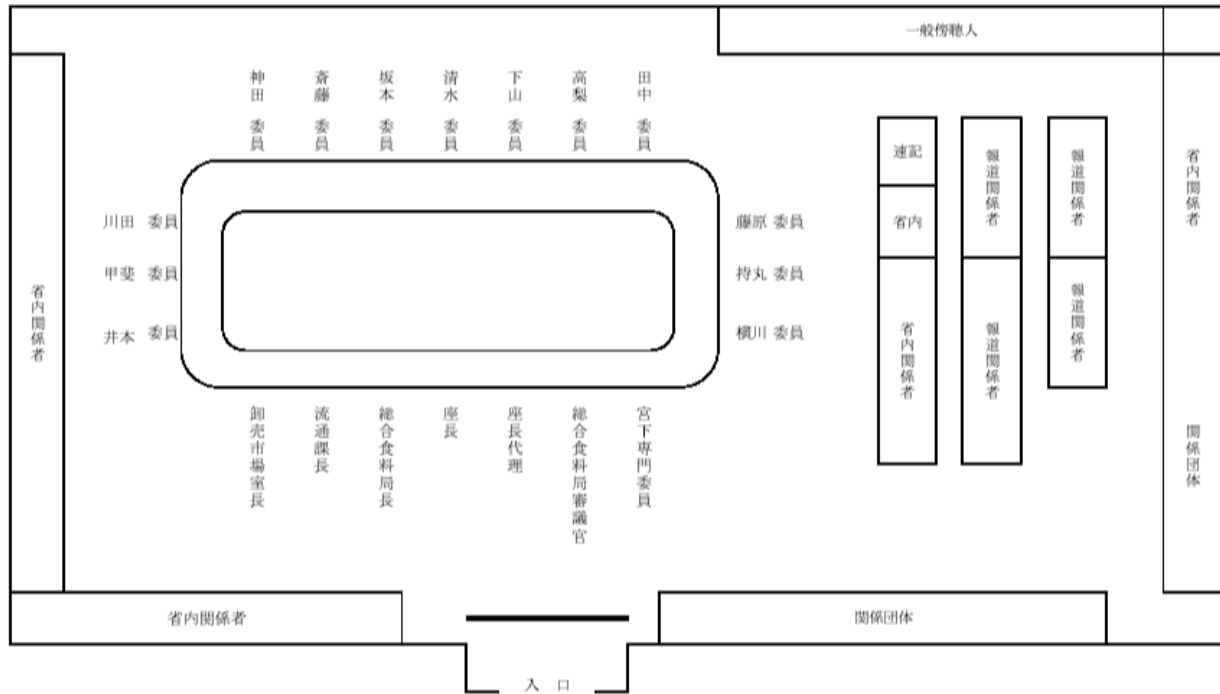 一般傍聴人
神田 委員
斎藤 委員
坂本 委員
清水 委員
下山 委員
高梨 委員
田中 委員
川田 委員
甲斐 委員
井本 委員
藤原 委員
持丸 委員
槇川 委員
卸売市場室長
流通課長
総合食料局長
座長
座長代理
総合食料局審議官
宮下専門委員
省内関係者
速記
省内
省内関係者
報道関係者
報道関係者
報道関係者
報道関係者
省内関係者
関係団体
省内関係者
関係団体
入 口